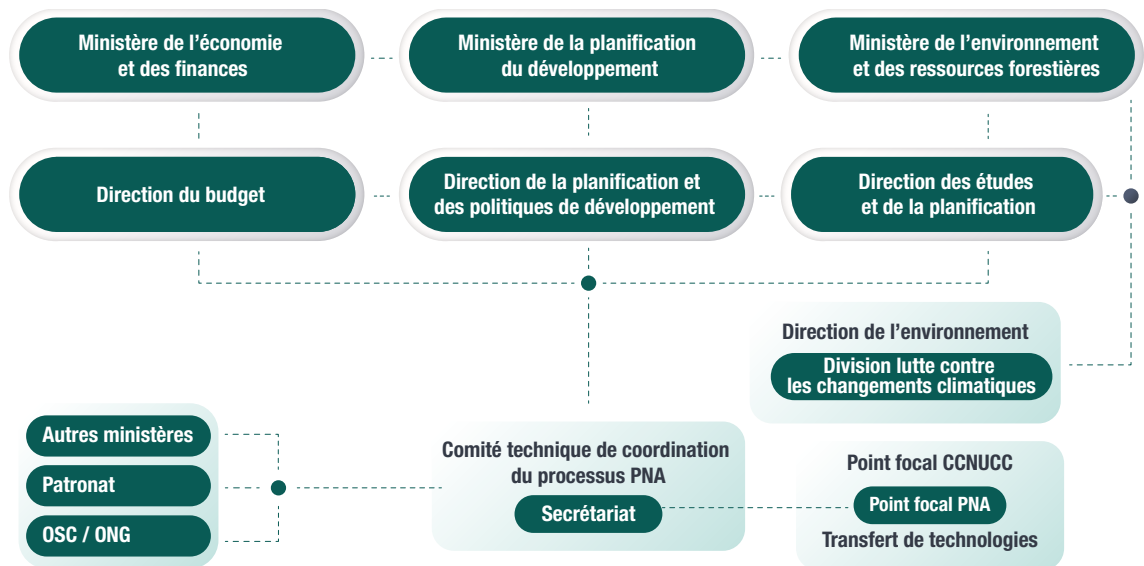 Ministère de l'économie
et des finances
Ministère de la planification
du développement
Ministère de l'environnement
et des ressources forestières
Direction du budget
Direction de la planification et
des politiques de développement
Direction des études
et de la planification
Direction de l'environnement
Division lutte contre
les changements climatiques
Autres ministères
Patronat
OSC / ONG
Comité technique de coordination
du processus PNA
Secrétariat
Point focal CCNUCC
Point focal PNA
Transfert de technologies